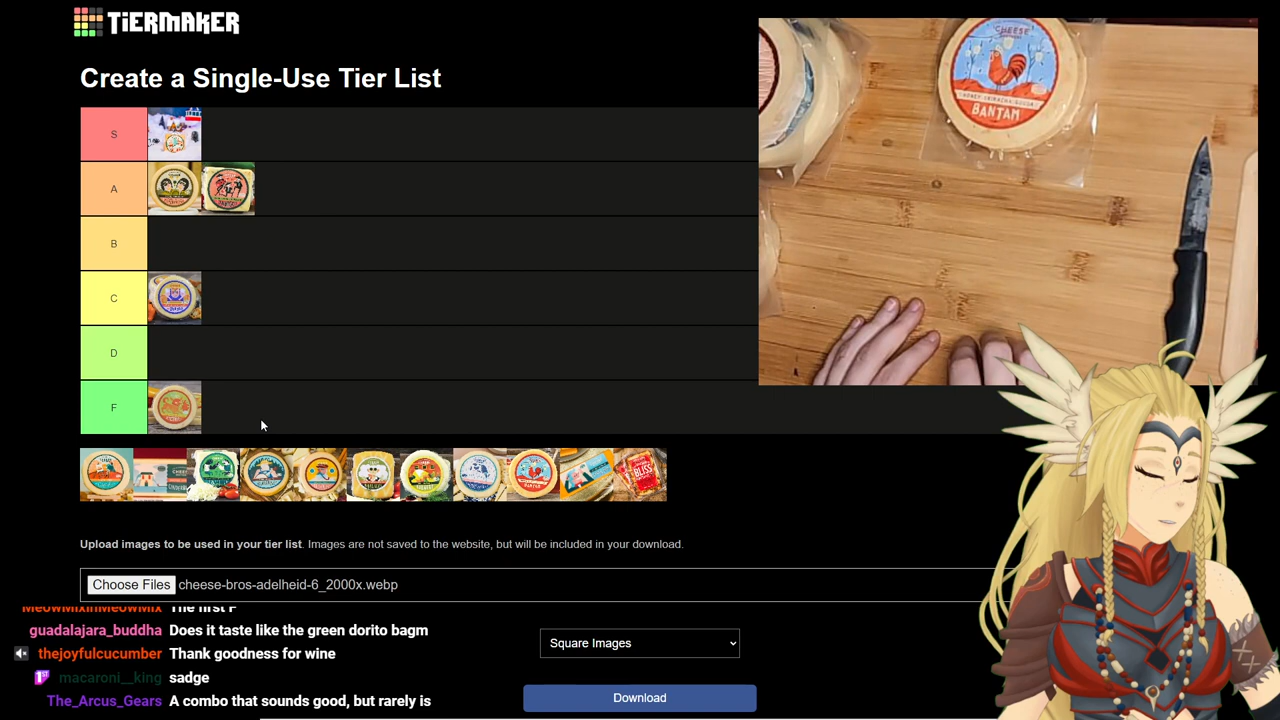 TIERMAKER
Create a Single-Use Tier List
S
A
B
C
D
F
CHEESE
HONEY SRIRACHA GOUDA
BANTAM
BLISS
Upload images to be used in your tier list. Images are not saved to the website, but will be included in your download.
Choose Files cheese-bros-adelheid-6_2000x.webp
MeowMixinMeowMix The first F
guadalajara_buddha Does it taste like the green dorito bagm
thejoyfulcucumber Thank goodness for wine
macaroni__king sadge
The_Arcus_Gears A combo that sounds good, but rarely is
Square Images
Download